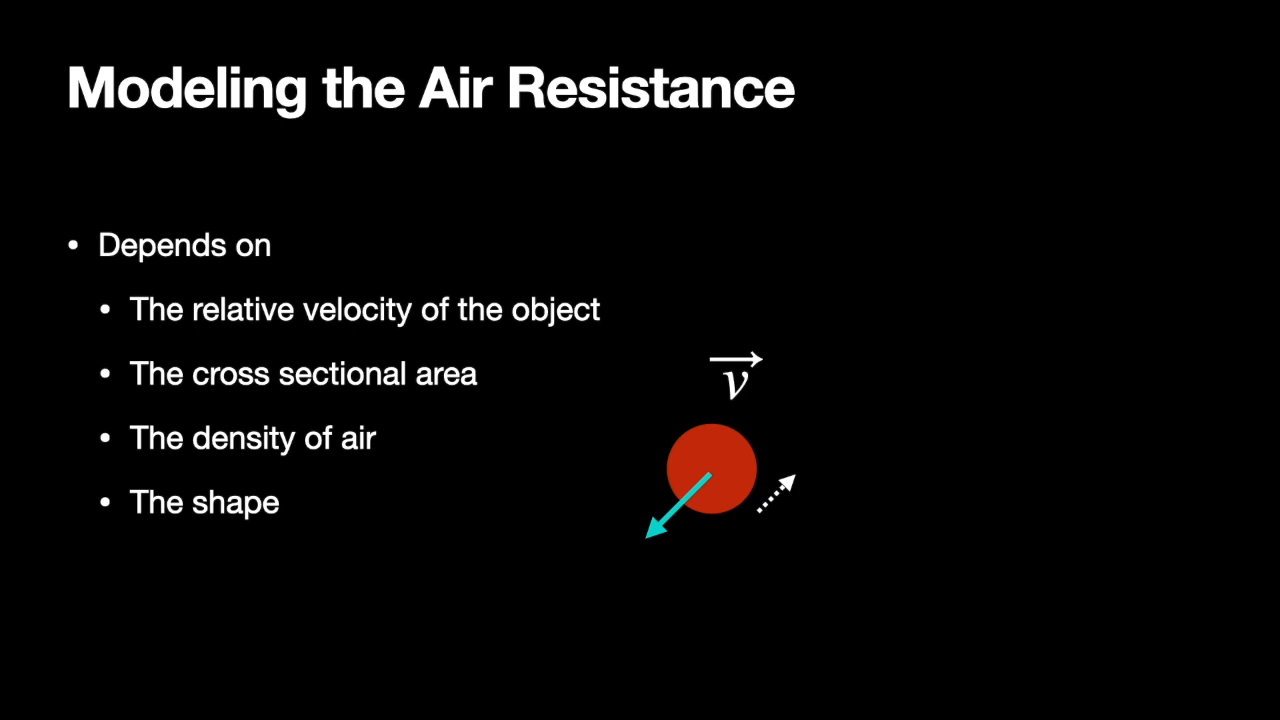 Modeling the Air Resistance
• Depends on
• The relative velocity of the object
• The cross sectional area
• The density of air
• The shape
v⃗